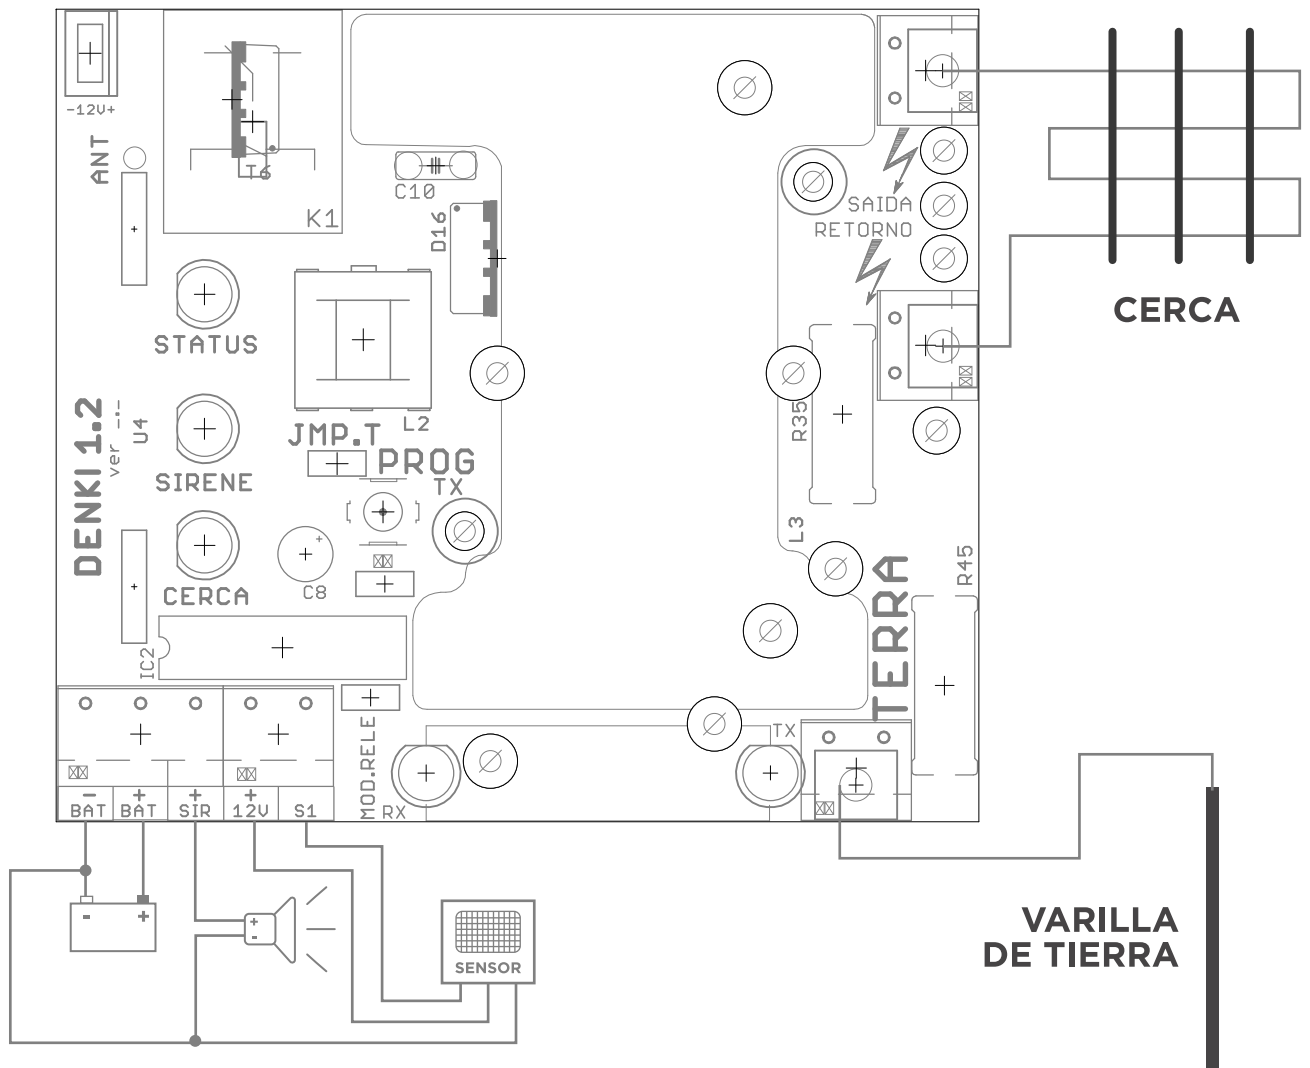 -12V+
ANT
T6
K1
C10
D16
SAIDA
RETORNO
CERCA
STATUS
L2
DENKI 1.2
ver -.-
U4
JMP.T
PROG
TX
R35
SIRENE
L3
CERCA
C8
TERRA
R45
IC2
MOD.RELE
RX
TX
- + + +
BAT BAT SIR 12V S1
- +
+
-
SENSOR
VARILLA
DE TIERRA